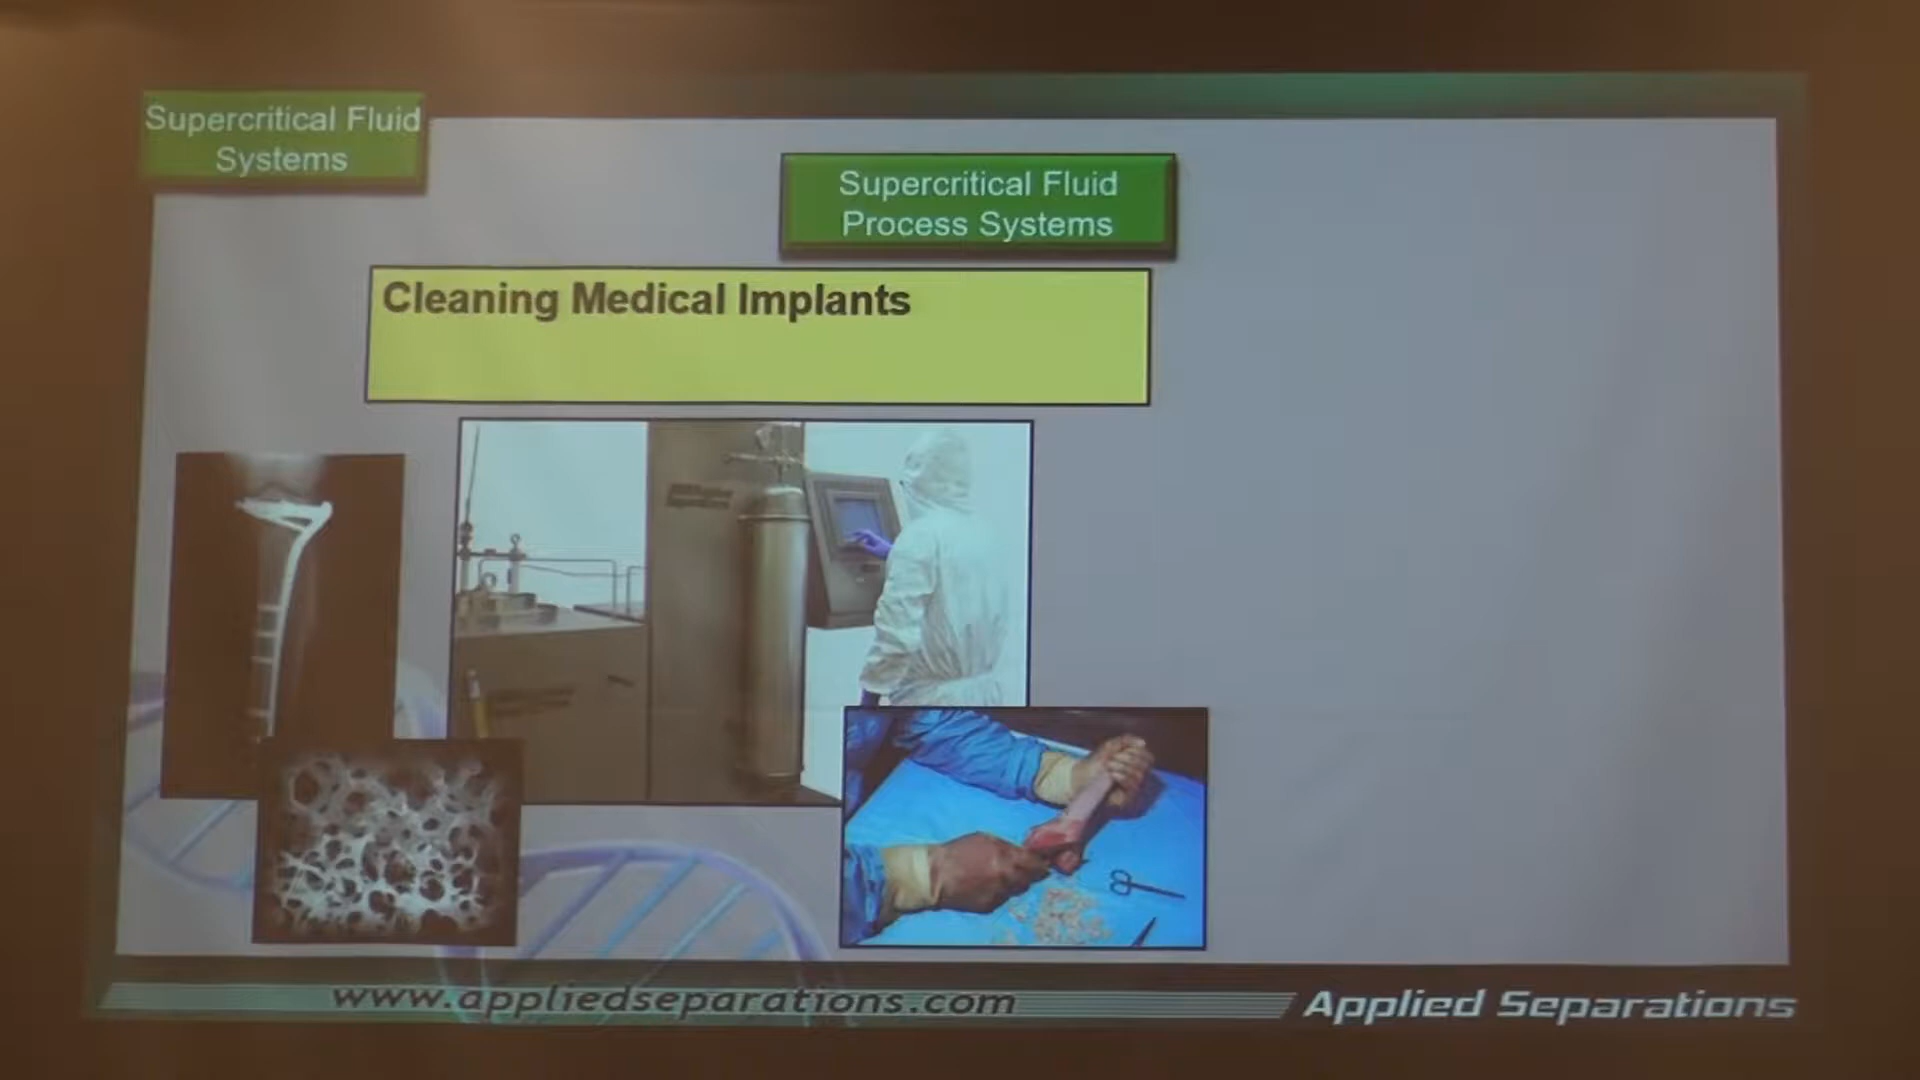 Supercritical Fluid
Systems
Supercritical Fluid
Process Systems
Cleaning Medical Implants
www.appliedseparations.com
Applied Separations